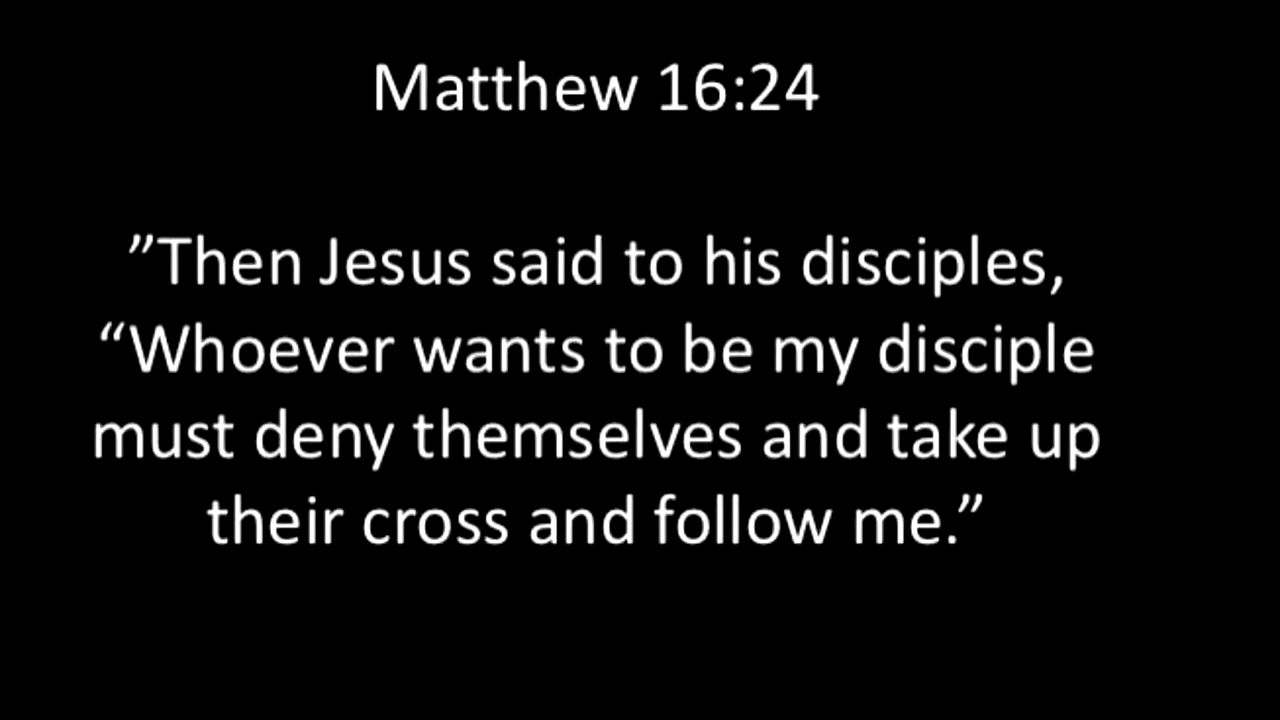 Matthew 16:24
”Then Jesus said to his disciples,
“Whoever wants to be my disciple
must deny themselves and take up
their cross and follow me.”